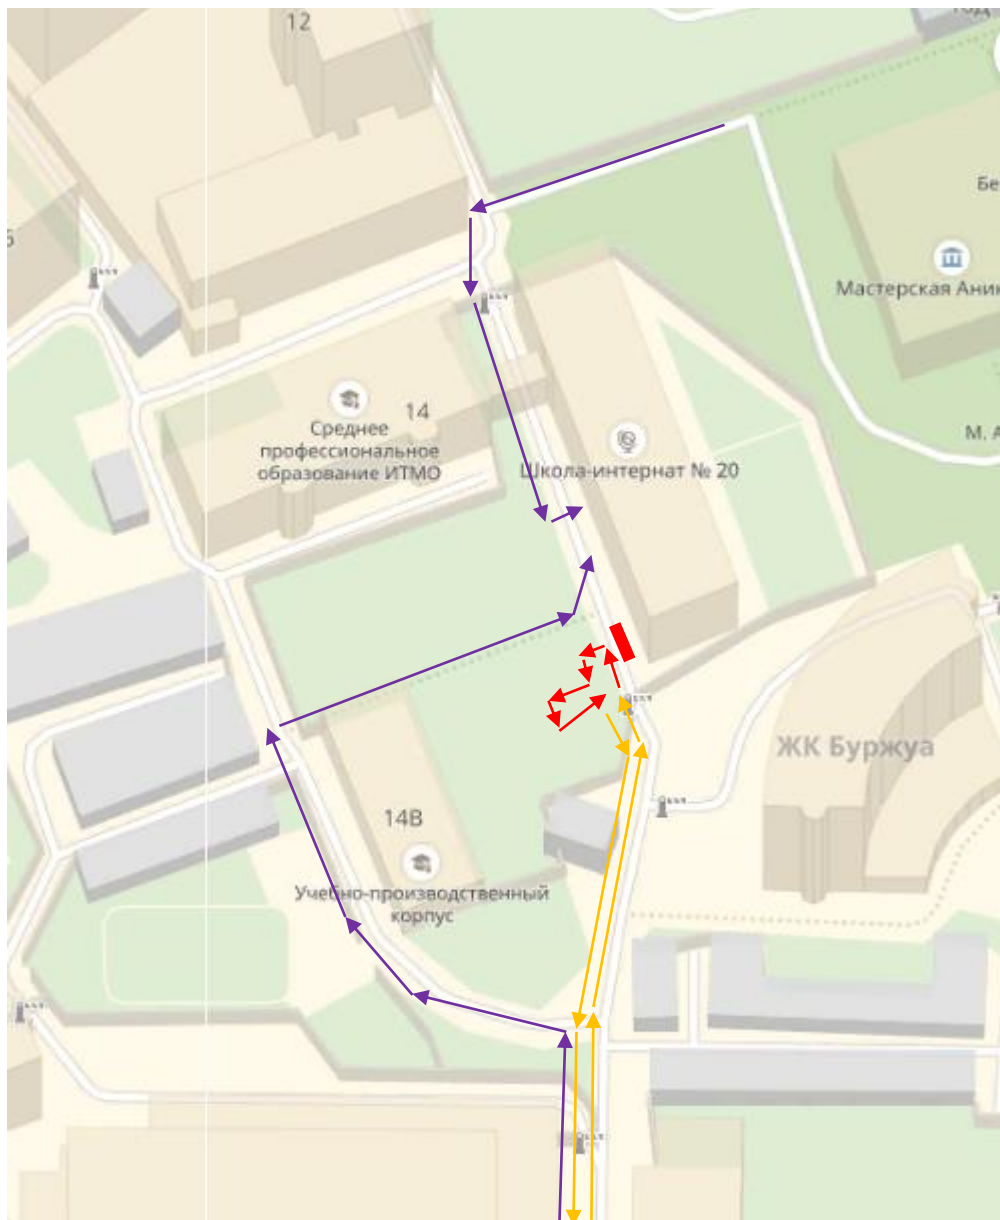 12
Бе
Мастерская Аник
14
Среднее
профессиональное
образование ИТМО
Школа-интернат № 20
М. А
ЖК Буржуа
14В
Учебно-производственный
корпус